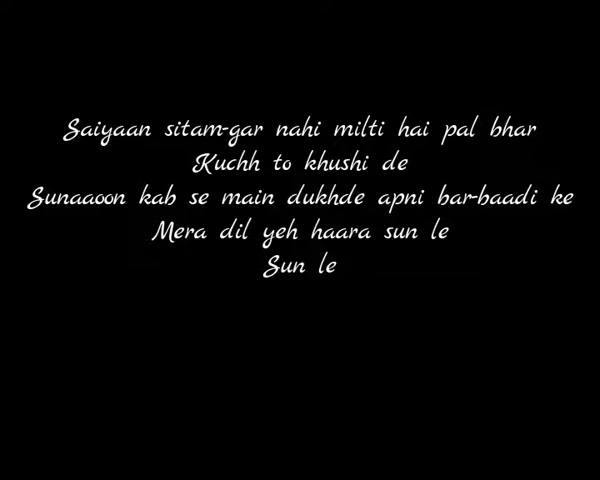 Saiyaan sitam-gar nahi milti hai pal bhar
Kuchh to khushi de
Sunaaoon kab se main dukhde apni bar-baadi ke
Mera dil yeh haara sun le
Sun le